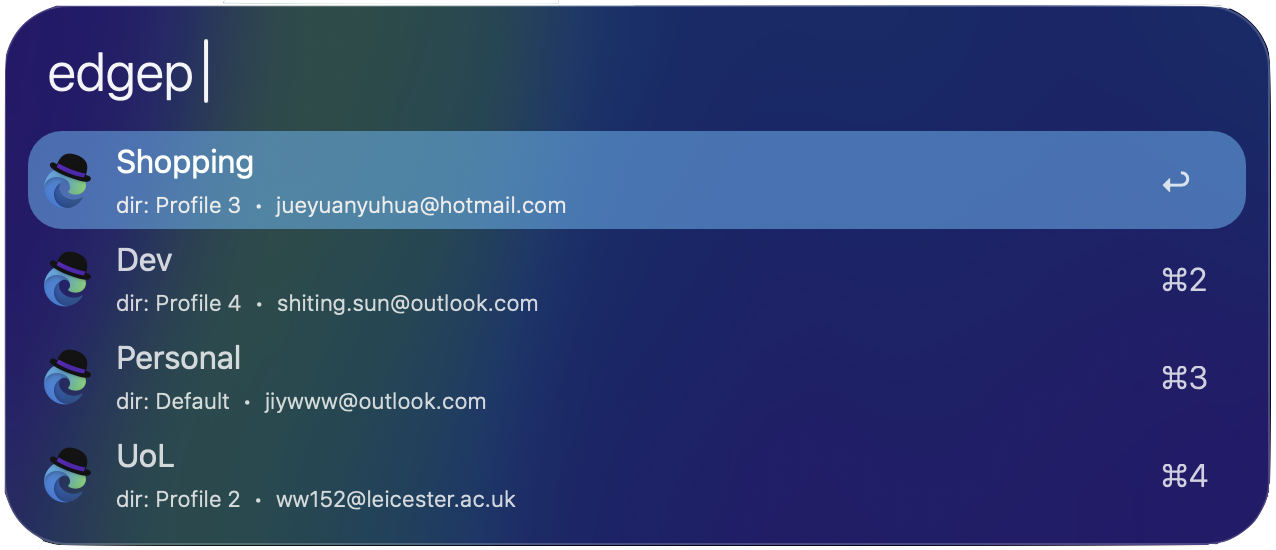 edgep
Shopping
dir: Profile 3 • jueyuanyuhua@hotmail.com
↩
Dev
dir: Profile 4 • shiting.sun@outlook.com
⌘2
Personal
dir: Default • jiywww@outlook.com
⌘3
UoL
dir: Profile 2 • ww152@leicester.ac.uk
⌘4